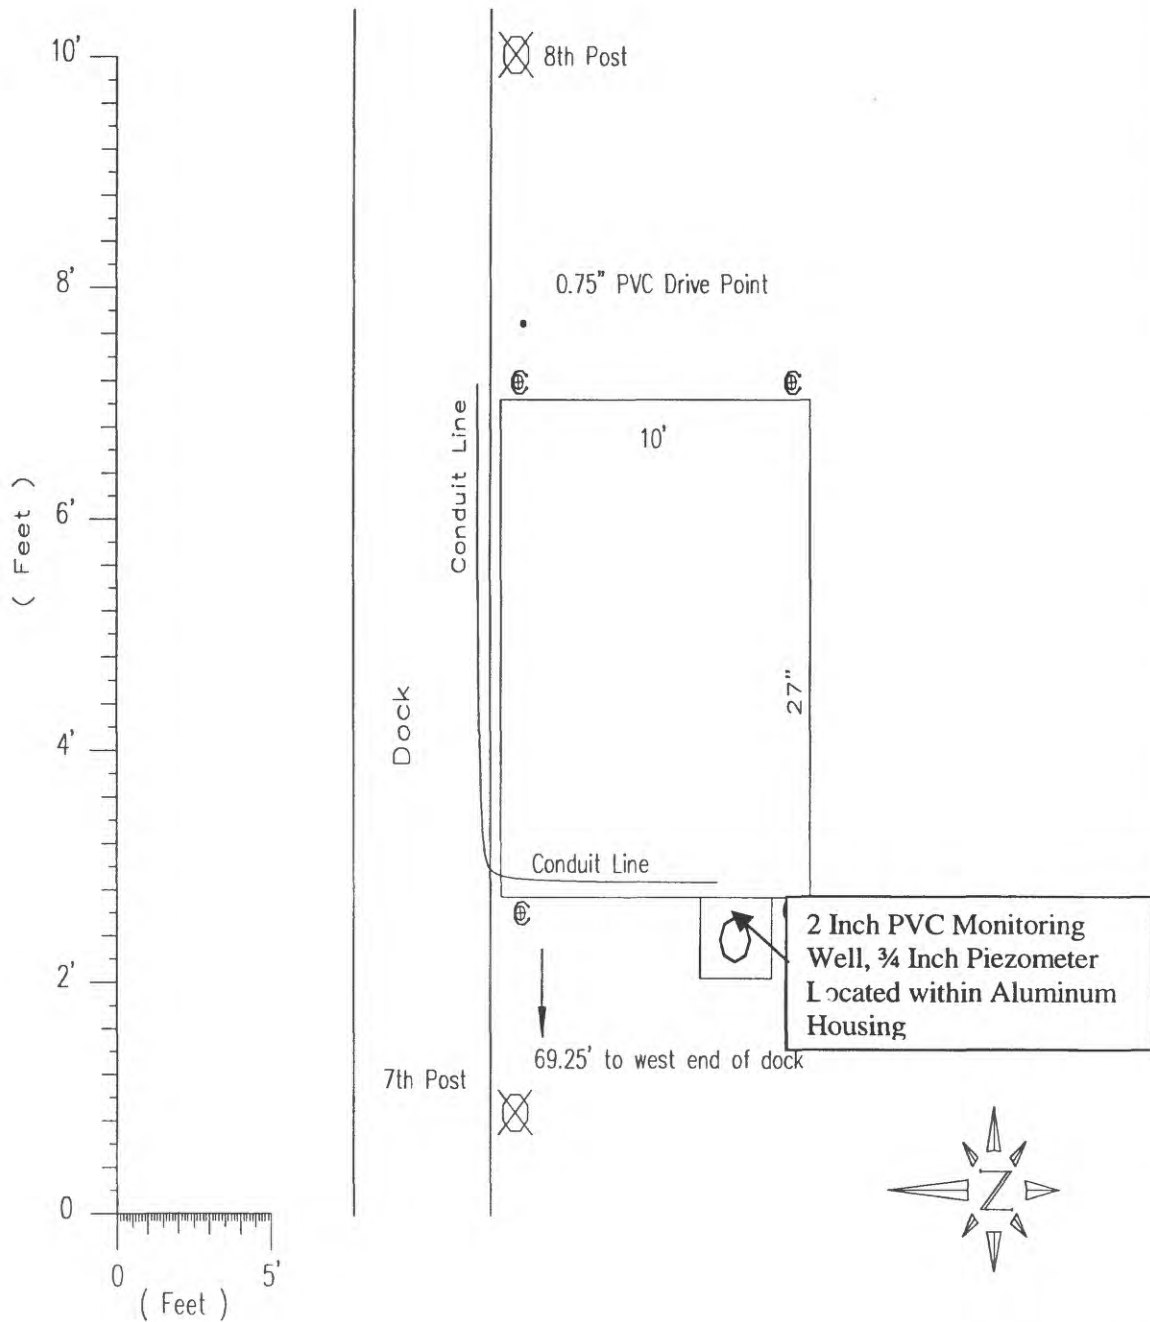 10'
8th Post
8'
0.75" PVC Drive Point
10'
Conduit Line
( Feet )
6'
27"
Dock
4'
Conduit Line
2 Inch PVC Monitoring
Well, ¾ Inch Piezometer
Located within Aluminum
Housing
2'
69.25' to west end of dock
7th Post
N
0
0
5'
( Feet )